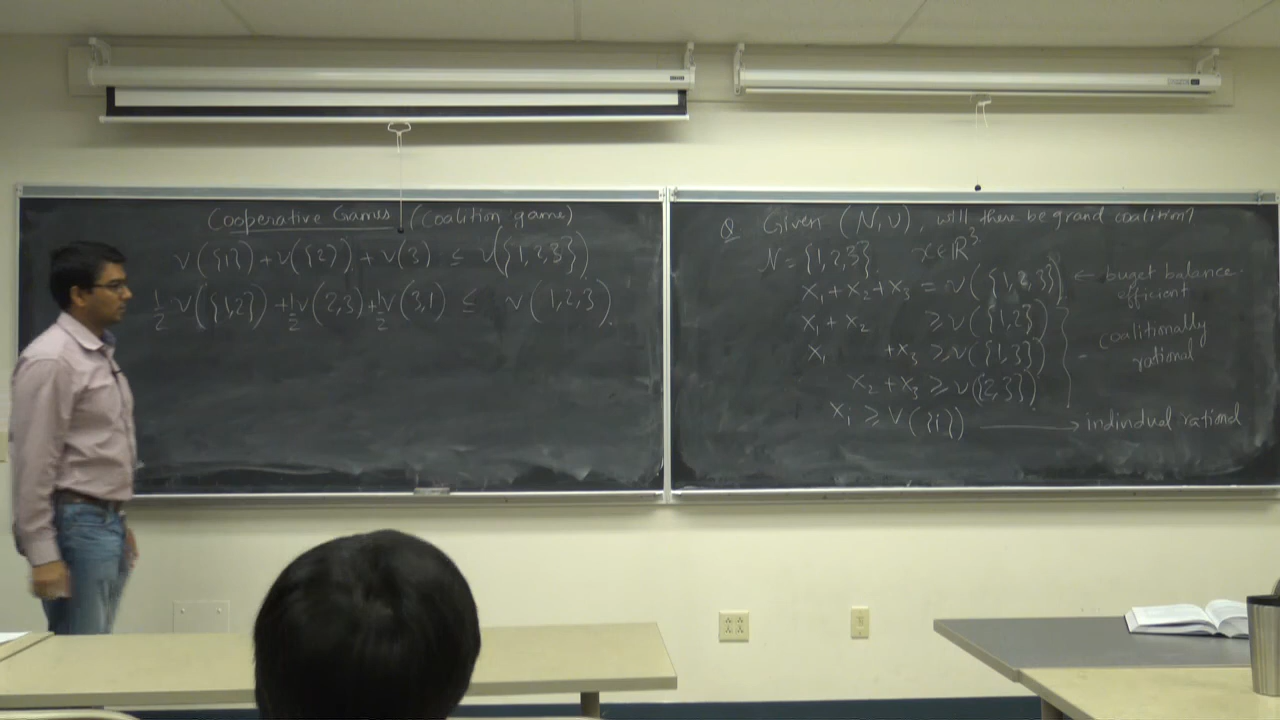 Cooperative Games (Coalition game)
v({1}) + v({2}) + v(3) ≤ v({1,2,3})
1/2 v({1,2}) + 1/2 v(2,3) + 1/2 v(3,1) ≤ v(1,2,3).
Q Given (N,v), will there be grand coalition?
N = {1,2,3} x∈ℝ³
x₁+x₂+x₃ = v({1,2,3}) ← buget balance.
efficient
x₁ + x₂ ≥ v({1,2})
x₁ + x₃ ≥ v({1,3}) - coalitionally
rational
x₂ + x₃ ≥ v({2,3})
xᵢ ≥ v({i}) → indivdual rational